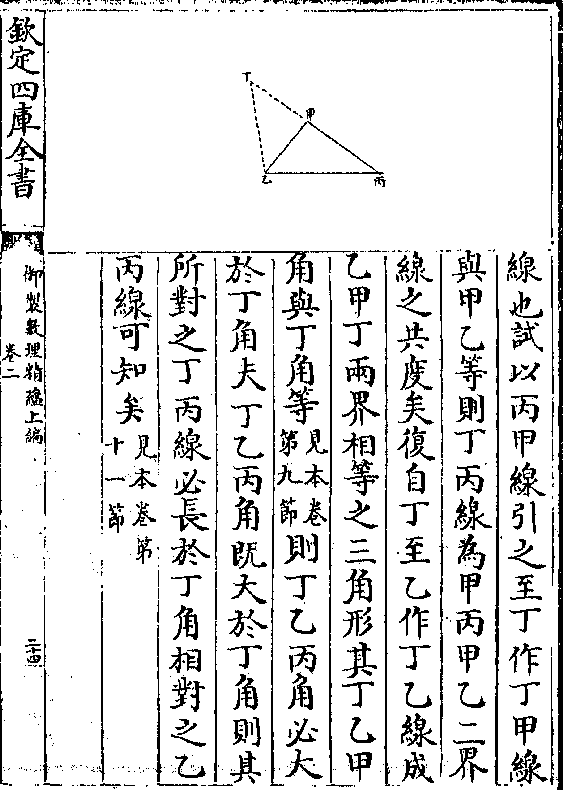 線也試以丙甲線引之至丁作丁甲線
與甲乙等則丁丙線為甲丙甲乙二界
線之共度矣復自丁至乙作丁乙線成
乙甲丁兩界相等之三角形其丁乙甲
角與丁角等見本卷第九節則丁乙丙角必大
於丁角夫丁乙丙角既大於丁角則其
所對之丁丙線必長於丁角相對之乙
丙線可知矣見本卷第十一節
丁
甲
乙
丙
欽定四庫全書
御製數理精蘊上編
卷二
二十四